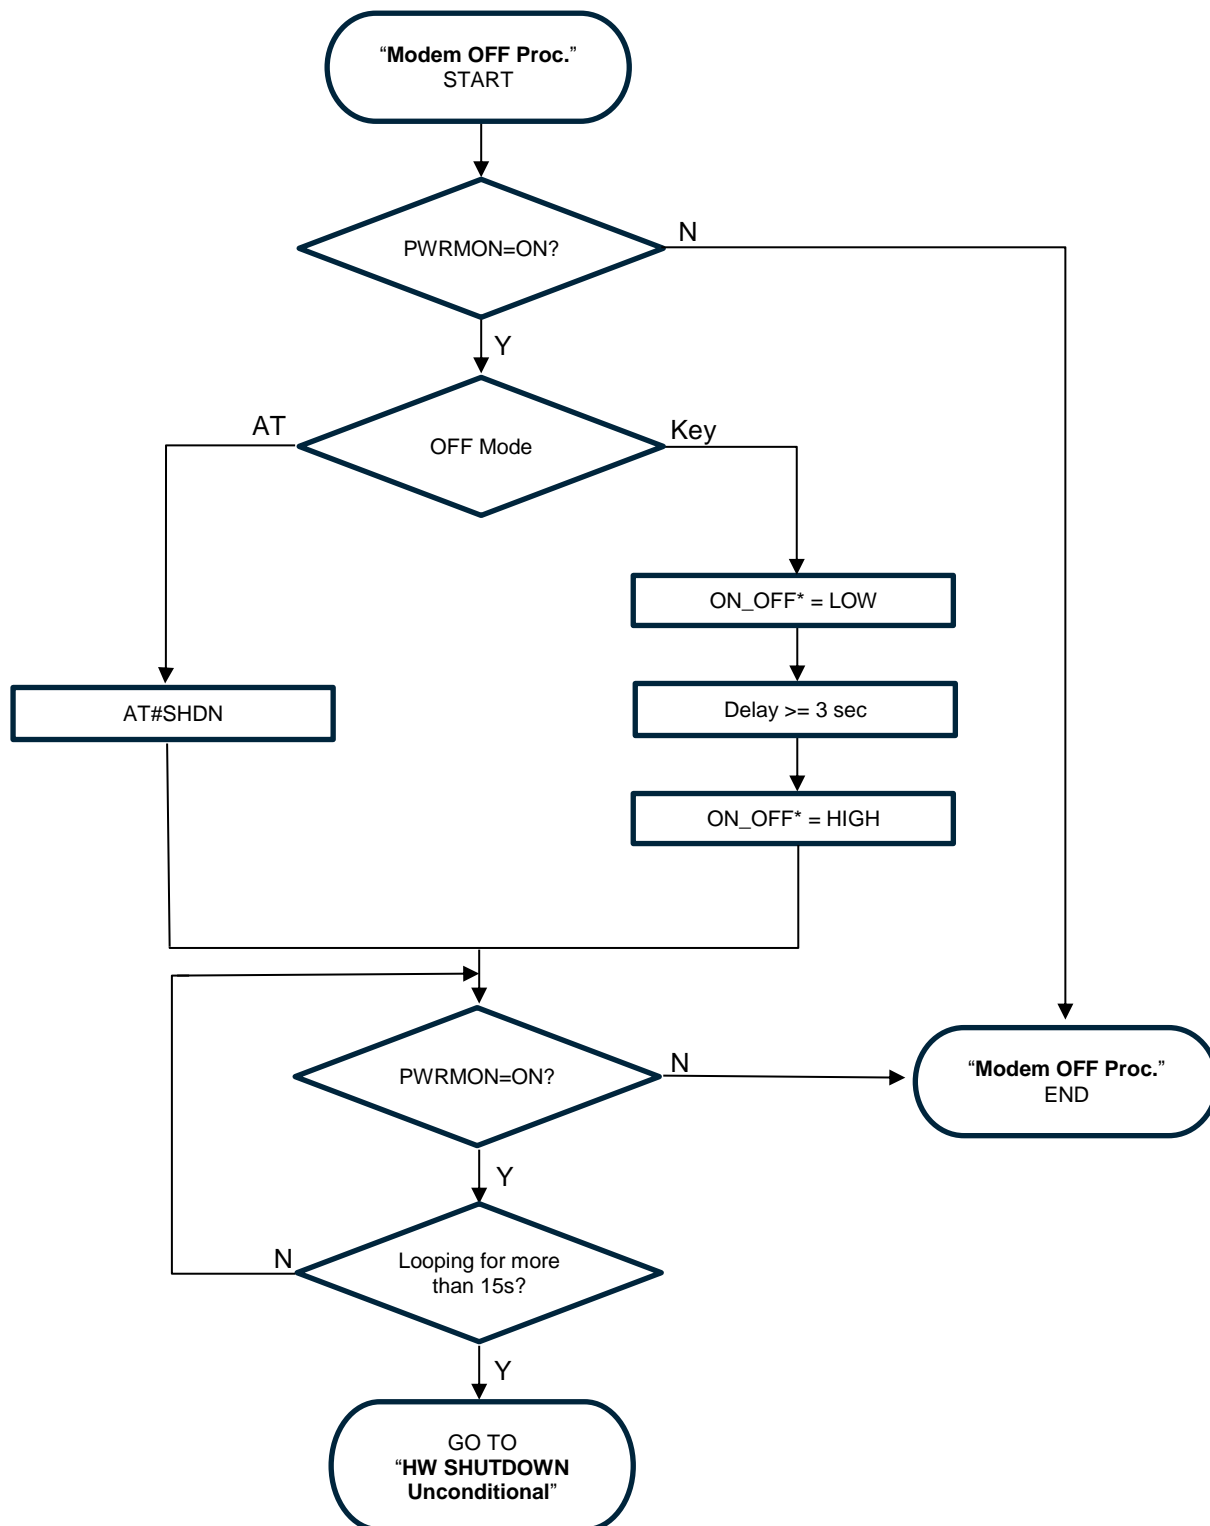 “Modem OFF Proc.”
START
PWRMON=ON?
N
Y
OFF Mode
AT
Key
ON_OFF* = LOW
AT#SHDN
Delay >= 3 sec
ON_OFF* = HIGH
PWRMON=ON?
N
“Modem OFF Proc.”
END
Y
Looping for more
than 15s?
N
Y
GO TO
“HW SHUTDOWN
Unconditional”